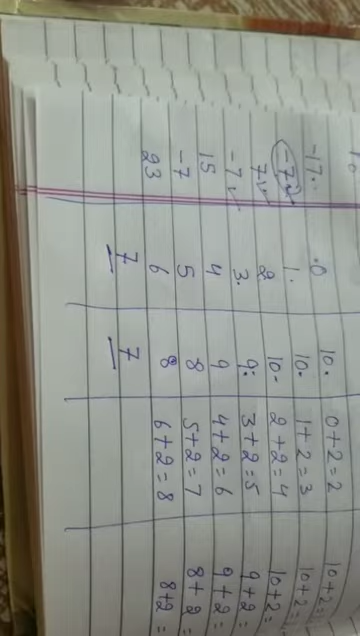 -17. .0 10. 0+2=2 10+2=
-7 1. 10. 1+2=3 10+2=
7 2 10- 2+2=4 10+2=
-7 3. 9: 3+2=5 9+2=
15 4 9 4+2=6 9+2=
-7 5 8 5+2=7 8+2=
23 6 8 6+2=8 8+2=
7 7